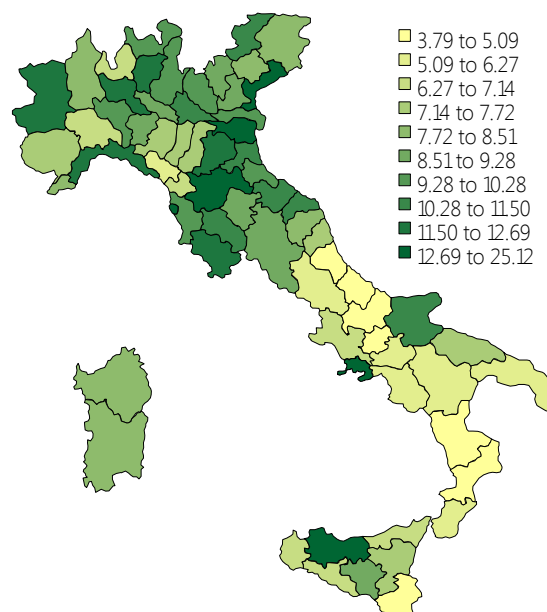 3.79 to 5.09
5.09 to 6.27
6.27 to 7.14
7.14 to 7.72
7.72 to 8.51
8.51 to 9.28
9.28 to 10.28
10.28 to 11.50
11.50 to 12.69
12.69 to 25.12